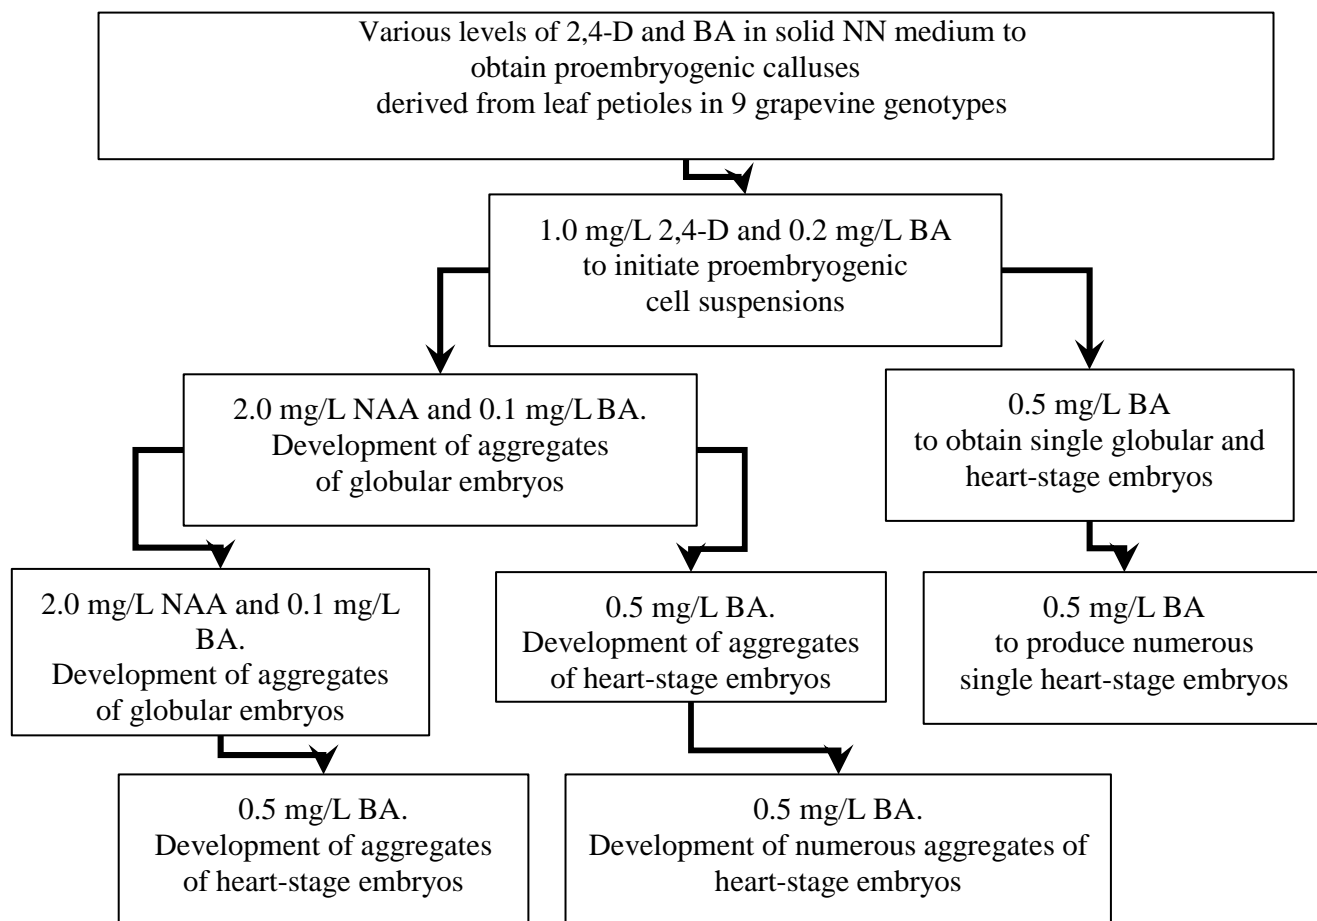 Various levels of 2,4-D and BA in solid NN medium to
obtain proembryogenic calluses
derived from leaf petioles in 9 grapevine genotypes
1.0 mg/L 2,4-D and 0.2 mg/L BA
to initiate proembryogenic
cell suspensions
2.0 mg/L NAA and 0.1 mg/L BA.
Development of aggregates
of globular embryos
0.5 mg/L BA
to obtain single globular and
heart-stage embryos
2.0 mg/L NAA and 0.1 mg/L
BA.
Development of aggregates
of globular embryos
0.5 mg/L BA.
Development of aggregates
of heart-stage embryos
0.5 mg/L BA
to produce numerous
single heart-stage embryos
0.5 mg/L BA.
Development of aggregates
of heart-stage embryos
0.5 mg/L BA.
Development of numerous aggregates of
heart-stage embryos